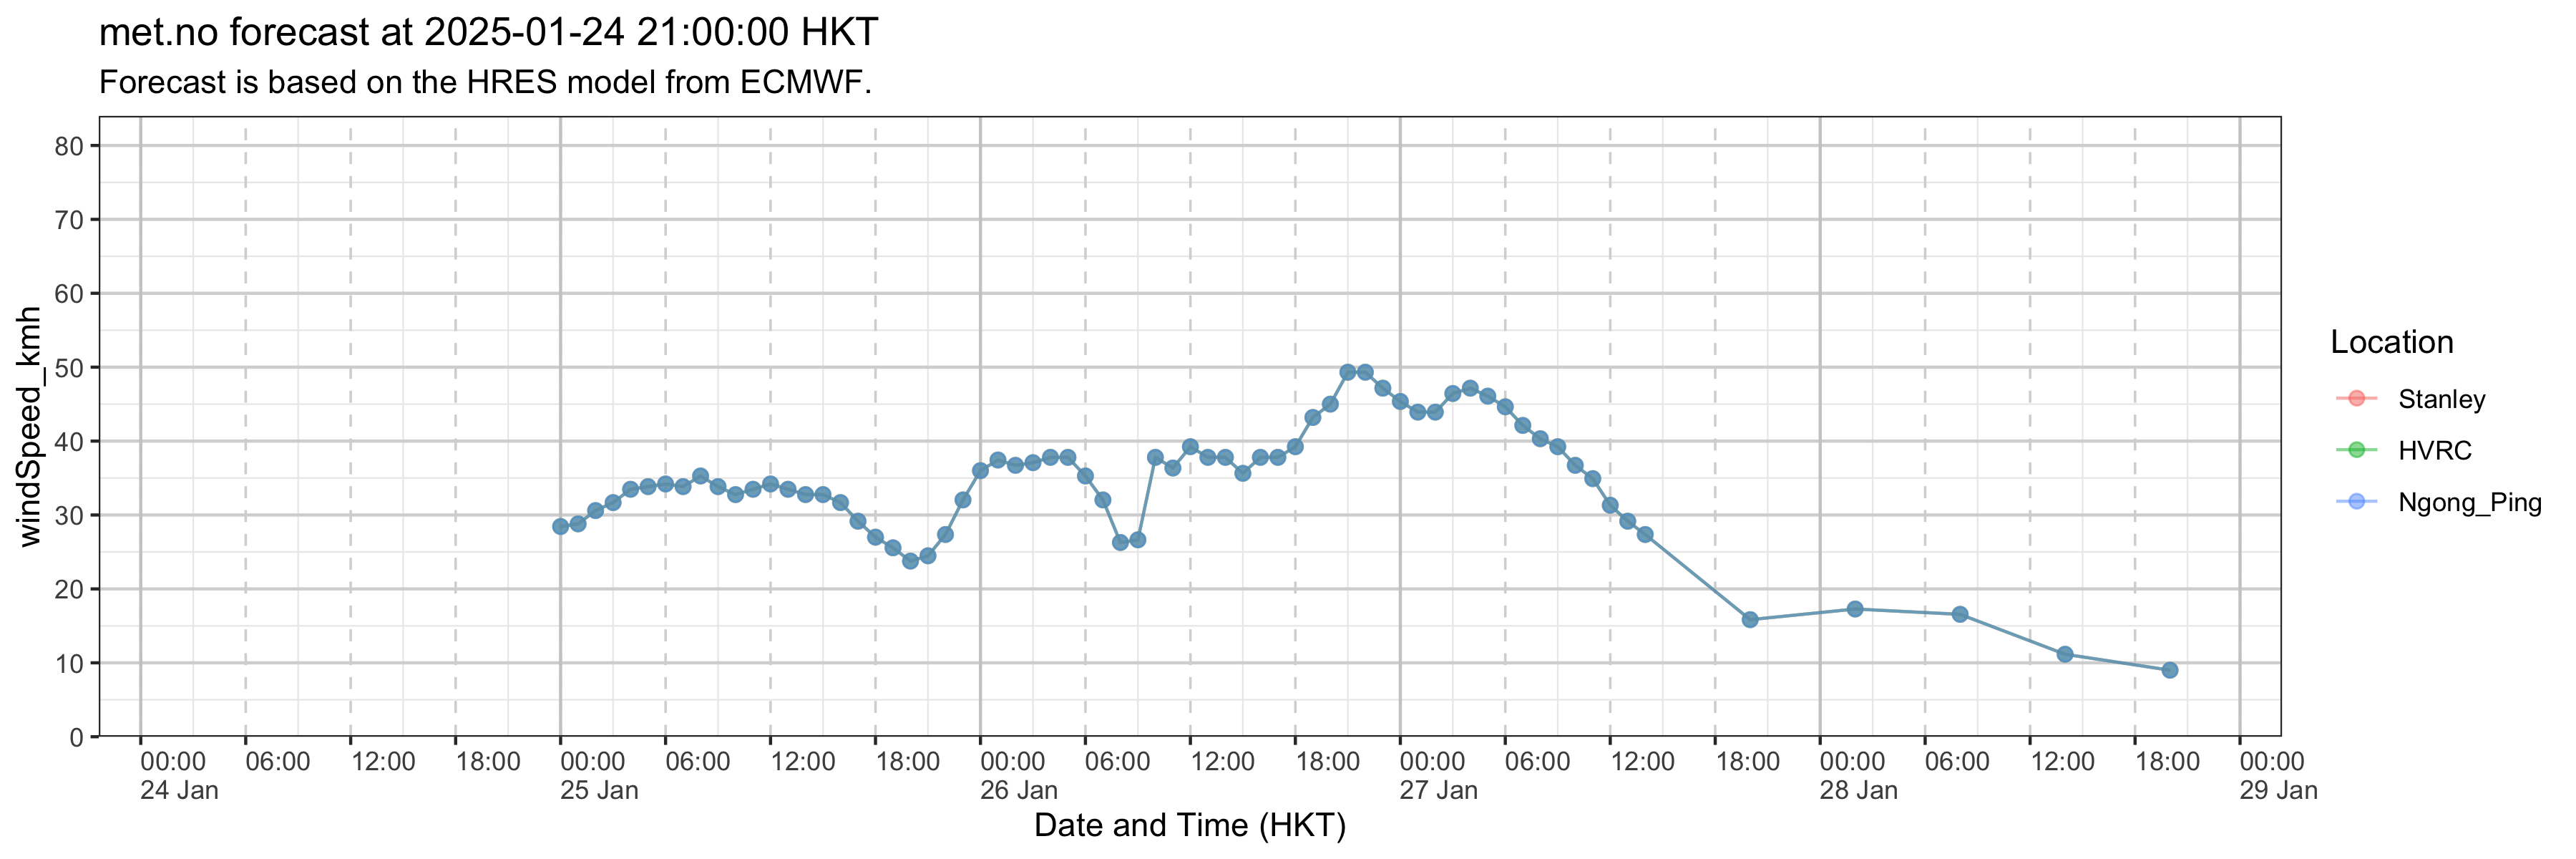 met.no forecast at 2025-01-24 21:00:00 HKT
Forecast is based on the HRES model from ECMWF.
80
70
60
50
40
30
20
10
0
windSpeed_kmh
00:00 06:00 12:00 18:00 00:00 06:00 12:00 18:00 00:00 06:00 12:00 18:00 00:00 06:00 12:00 18:00 00:00 06:00 12:00 18:00 00:00
24 Jan 25 Jan 26 Jan 27 Jan 28 Jan 29 Jan
Date and Time (HKT)
Location
Stanley
HVRC
Ngong_Ping